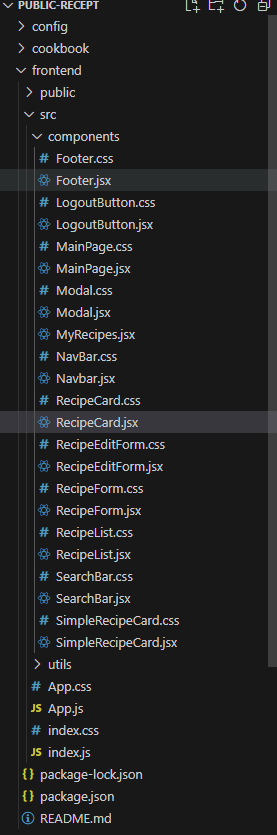 PUBLIC-RECEPT
config
cookbook
frontend
public
src
components
# Footer.css
Footer.jsx
# LogoutButton.css
LogoutButton.jsx
# MainPage.css
MainPage.jsx
# Modal.css
Modal.jsx
MyRecipes.jsx
# NavBar.css
Navbar.jsx
# RecipeCard.css
RecipeCard.jsx
# RecipeEditForm.css
RecipeEditForm.jsx
# RecipeForm.css
RecipeForm.jsx
# RecipeList.css
RecipeList.jsx
# SearchBar.css
SearchBar.jsx
# SimpleRecipeCard.css
SimpleRecipeCard.jsx
utils
# App.css
JS App.js
# index.css
JS index.js
{} package-lock.json
{} package.json
README.md